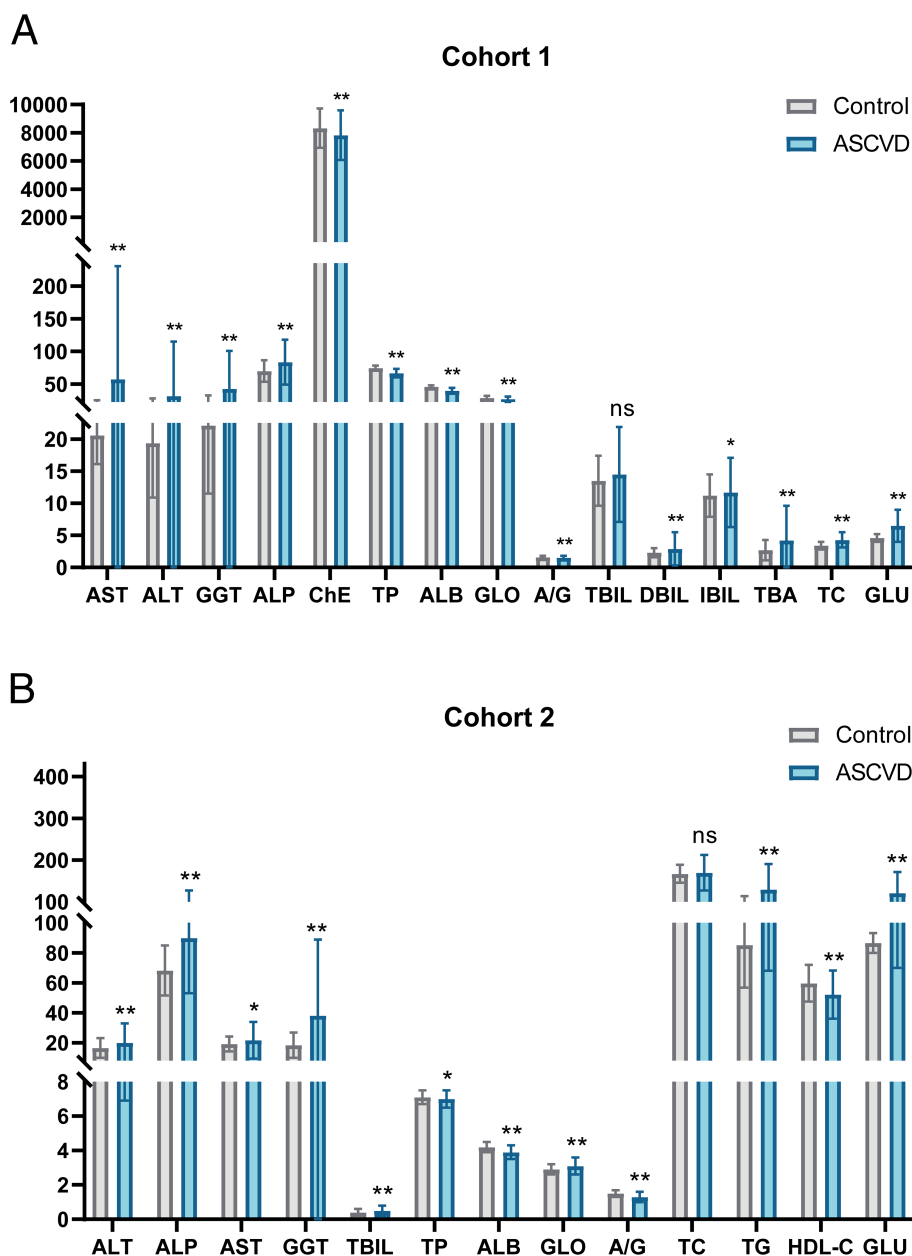 A
Cohort 1
Control
ASCVD
10000
8000
6000
4000
2000
200
150
100
50
20
15
10
5
0
** ** ** ** ** ** ** ** ** ns ** * ** ** **
AST ALT GGT ALP ChE TP ALB GLO A/G TBIL DBIL IBIL TBA TC GLU
B
Cohort 2
Control
ASCVD
400
300
200
100
100
80
60
40
20
8
6
4
2
0
** ** * ** ** * ** ** ** ns ** ** **
ALT ALP AST GGT TBIL TP ALB GLO A/G TC TG HDL-C GLU